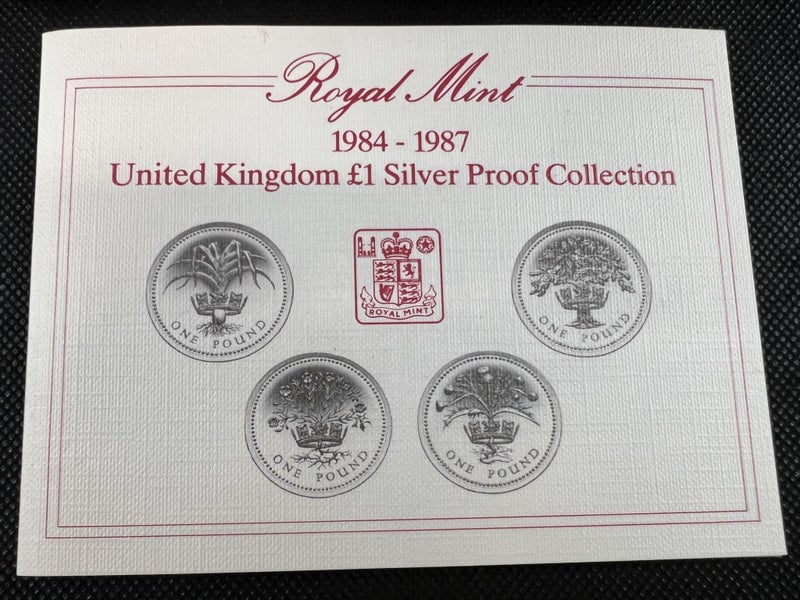 Royal Mint
1984 - 1987
United Kingdom £1 Silver Proof Collection
ROYAL MINT
ONE POUND
ONE POUND
ONE POUND
ONE POUND